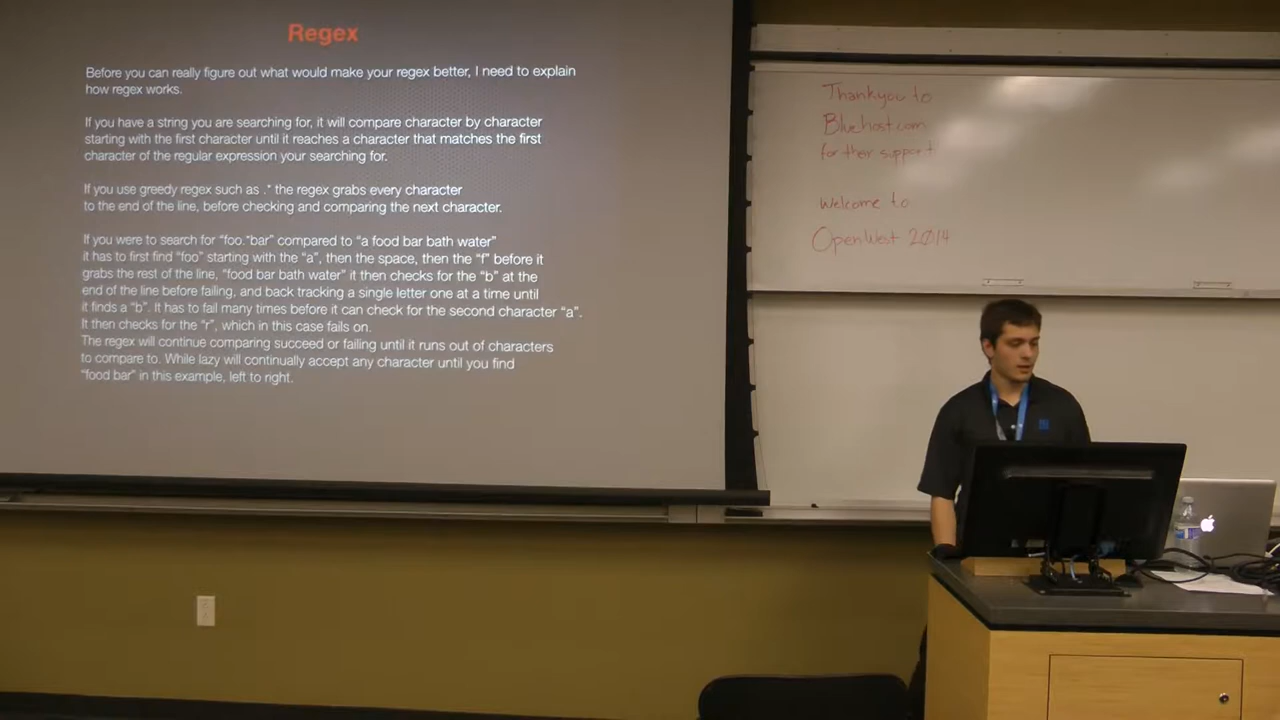 Regex
Before you can really figure out what would make your regex better, I need to explain
how regex works.
If you have a string you are searching for, it will compare character by character
starting with the first character until it reaches a character that matches the first
character of the regular expression your searching for.
If you use greedy regex such as .* the regex grabs every character
to the end of the line, before checking and comparing the next character.
If you were to search for “foo.*bar” compared to “a food bar bath water”
it has to first find “foo” starting with the “a”, then the space, then the “f” before it
grabs the rest of the line, “food bar bath water” it then checks for the “b” at the
end of the line before failing, and back tracking a single letter one at a time until
it finds a “b”. It has to fail many times before it can check for the second character “a”.
It then checks for the “r”, which in this case fails on.
The regex will continue comparing succeed or failing until it runs out of characters
to compare to. While lazy will continually accept any character until you find
“food bar” in this example, left to right.
Thankyou to
Bluehost.com
for their support
Welcome to
OpenWest 2014